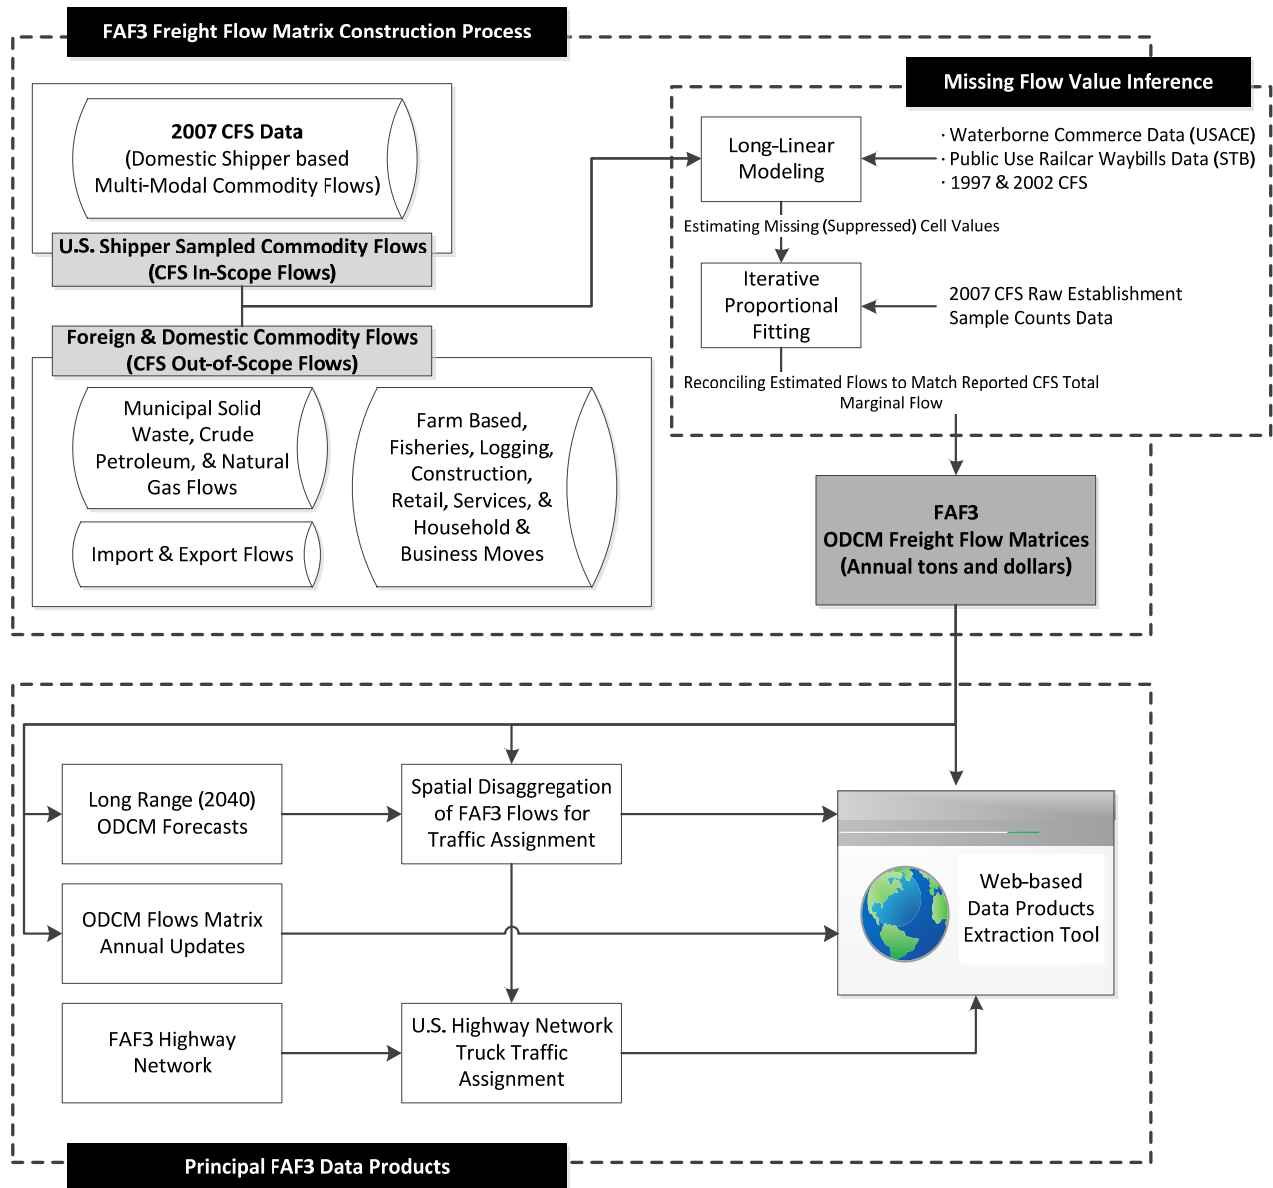 FAF3 Freight Flow Matrix Construction Process
Missing Flow Value Inference
2007 CFS Data
(Domestic Shipper based
Multi-Modal Commodity Flows)
U.S. Shipper Sampled Commodity Flows
(CFS In-Scope Flows)
Foreign & Domestic Commodity Flows
(CFS Out-of-Scope Flows)
Municipal Solid
Waste, Crude
Petroleum, & Natural
Gas Flows
Import & Export Flows
Farm Based,
Fisheries, Logging,
Construction,
Retail, Services, &
Household &
Business Moves
Long-Linear
Modeling
· Waterborne Commerce Data (USACE)
· Public Use Railcar Waybills Data (STB)
· 1997 & 2002 CFS
Estimating Missing (Suppressed) Cell Values
Iterative
Proportional
Fitting
2007 CFS Raw Establishment
Sample Counts Data
Reconciling Estimated Flows to Match Reported CFS Total
Marginal Flow
FAF3
ODCM Freight Flow Matrices
(Annual tons and dollars)
Long Range (2040)
ODCM Forecasts
Spatial Disaggregation
of FAF3 Flows for
Traffic Assignment
ODCM Flows Matrix
Annual Updates
Web-based
Data Products
Extraction Tool
FAF3 Highway
Network
U.S. Highway Network
Truck Traffic
Assignment
Principal FAF3 Data Products